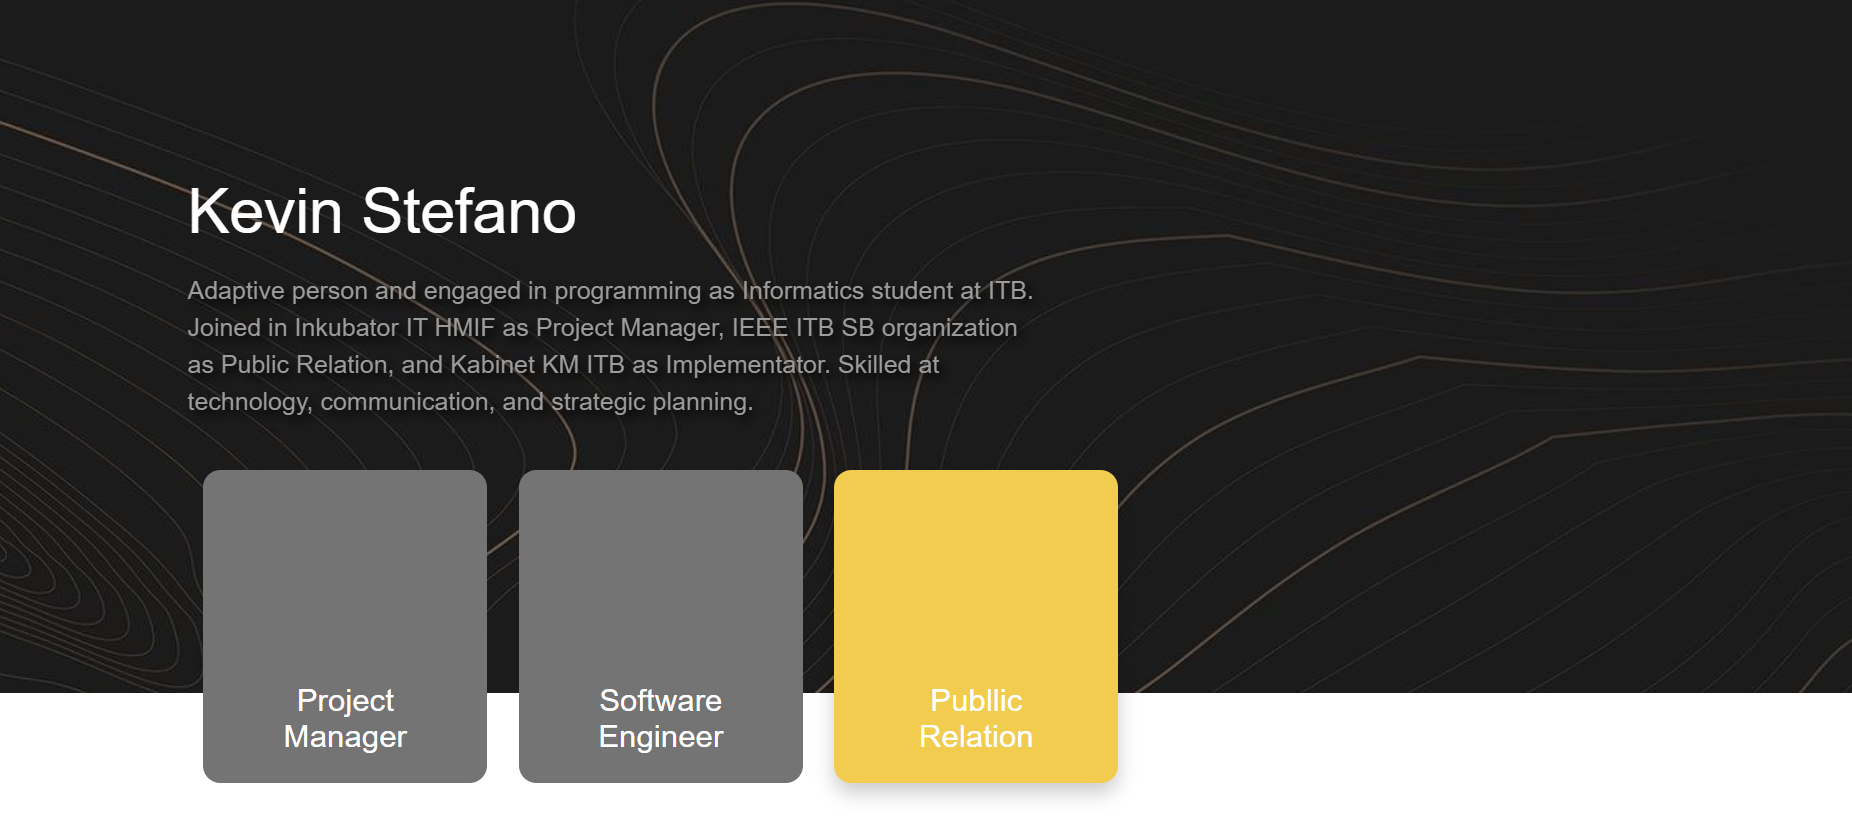 Kevin Stefano
Adaptive person and engaged in programming as Informatics student at ITB.
Joined in Inkubator IT HMIF as Project Manager, IEEE ITB SB organization
as Public Relation, and Kabinet KM ITB as Implementator. Skilled at
technology, communication, and strategic planning.
Project
Manager
Software
Engineer
Publlic
Relation